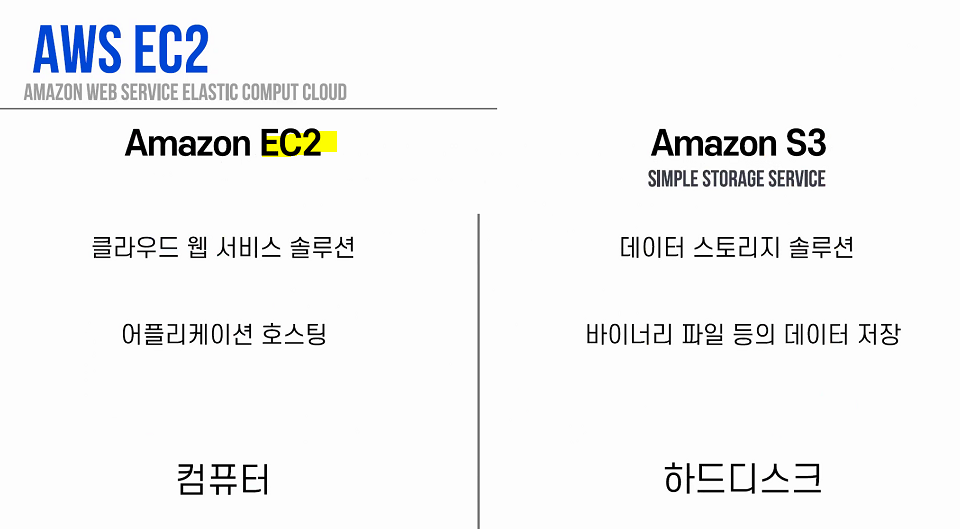 AWS EC2
AMAZON WEB SERVICE ELASTIC COMPUT CLOUD
Amazon EC2
클라우드 웹 서비스 솔루션
어플리케이션 호스팅
컴퓨터
Amazon S3
SIMPLE STORAGE SERVICE
데이터 스토리지 솔루션
바이너리 파일 등의 데이터 저장
하드디스크